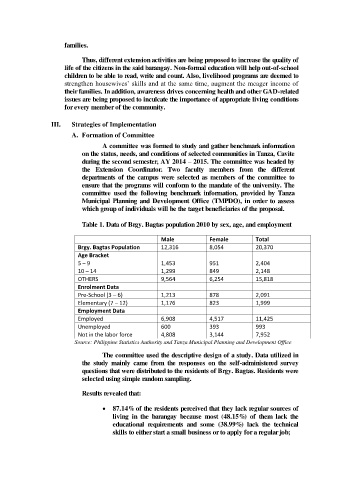 families.
Thus, different extension activities are being proposed to increase the quality of
life of the citizens in the said barangay. Non-formal education will help out-of-school
children to be able to read, write and count. Also, livelihood programs are deemed to
strengthen housewives' skills and at the same time, augment the meager income of
their families. In addition, awareness drives concerning health and other GAD-related
issues are being proposed to inculcate the importance of appropriate living conditions
for every member of the community.
III. Strategies of Implementation
A. Formation of Committee
A committee was formed to study and gather benchmark information
on the status, needs, and conditions of selected communities in Tanza, Cavite
during the second semester, AY 2014 – 2015. The committee was headed by
the Extension Coordinator. Two faculty members from the different
departments of the campus were selected as members of the committee to
ensure that the programs will conform to the mandate of the university. The
committee used the following benchmark information, provided by Tanza
Municipal Planning and Development Office (TMPDO), in order to assess
which group of individuals will be the target beneficiaries of the proposal.
Table 1. Data of Brgy. Bagtas population 2010 by sex, age, and employment
Male Female Total
Brgy. Bagtas Population 12,316 8,054 20,370
Age Bracket
5 – 9 1,453 951 2,404
10 – 14 1,299 849 2,148
OTHERS 9,564 6,254 15,818
Enrolment Data
Pre-School (3 – 6) 1,213 878 2,091
Elementary (7 – 12) 1,176 823 1,999
Employment Data
Employed 6,908 4,517 11,425
Unemployed 600 393 993
Not in the labor force 4,808 3,144 7,952
Source: Philippine Statistics Authority and Tanza Municipal Planning and Development Office
The committee used the descriptive design of a study. Data utilized in
the study mainly came from the responses on the self-administered survey
questions that were distributed to the residents of Brgy. Bagtas. Residents were
selected using simple random sampling.
Results revealed that:
• 87.14% of the residents perceived that they lack regular sources of
living in the barangay because most (48.15%) of them lack the
educational requirements and some (38.99%) lack the technical
skills to either start a small business or to apply for a regular job;